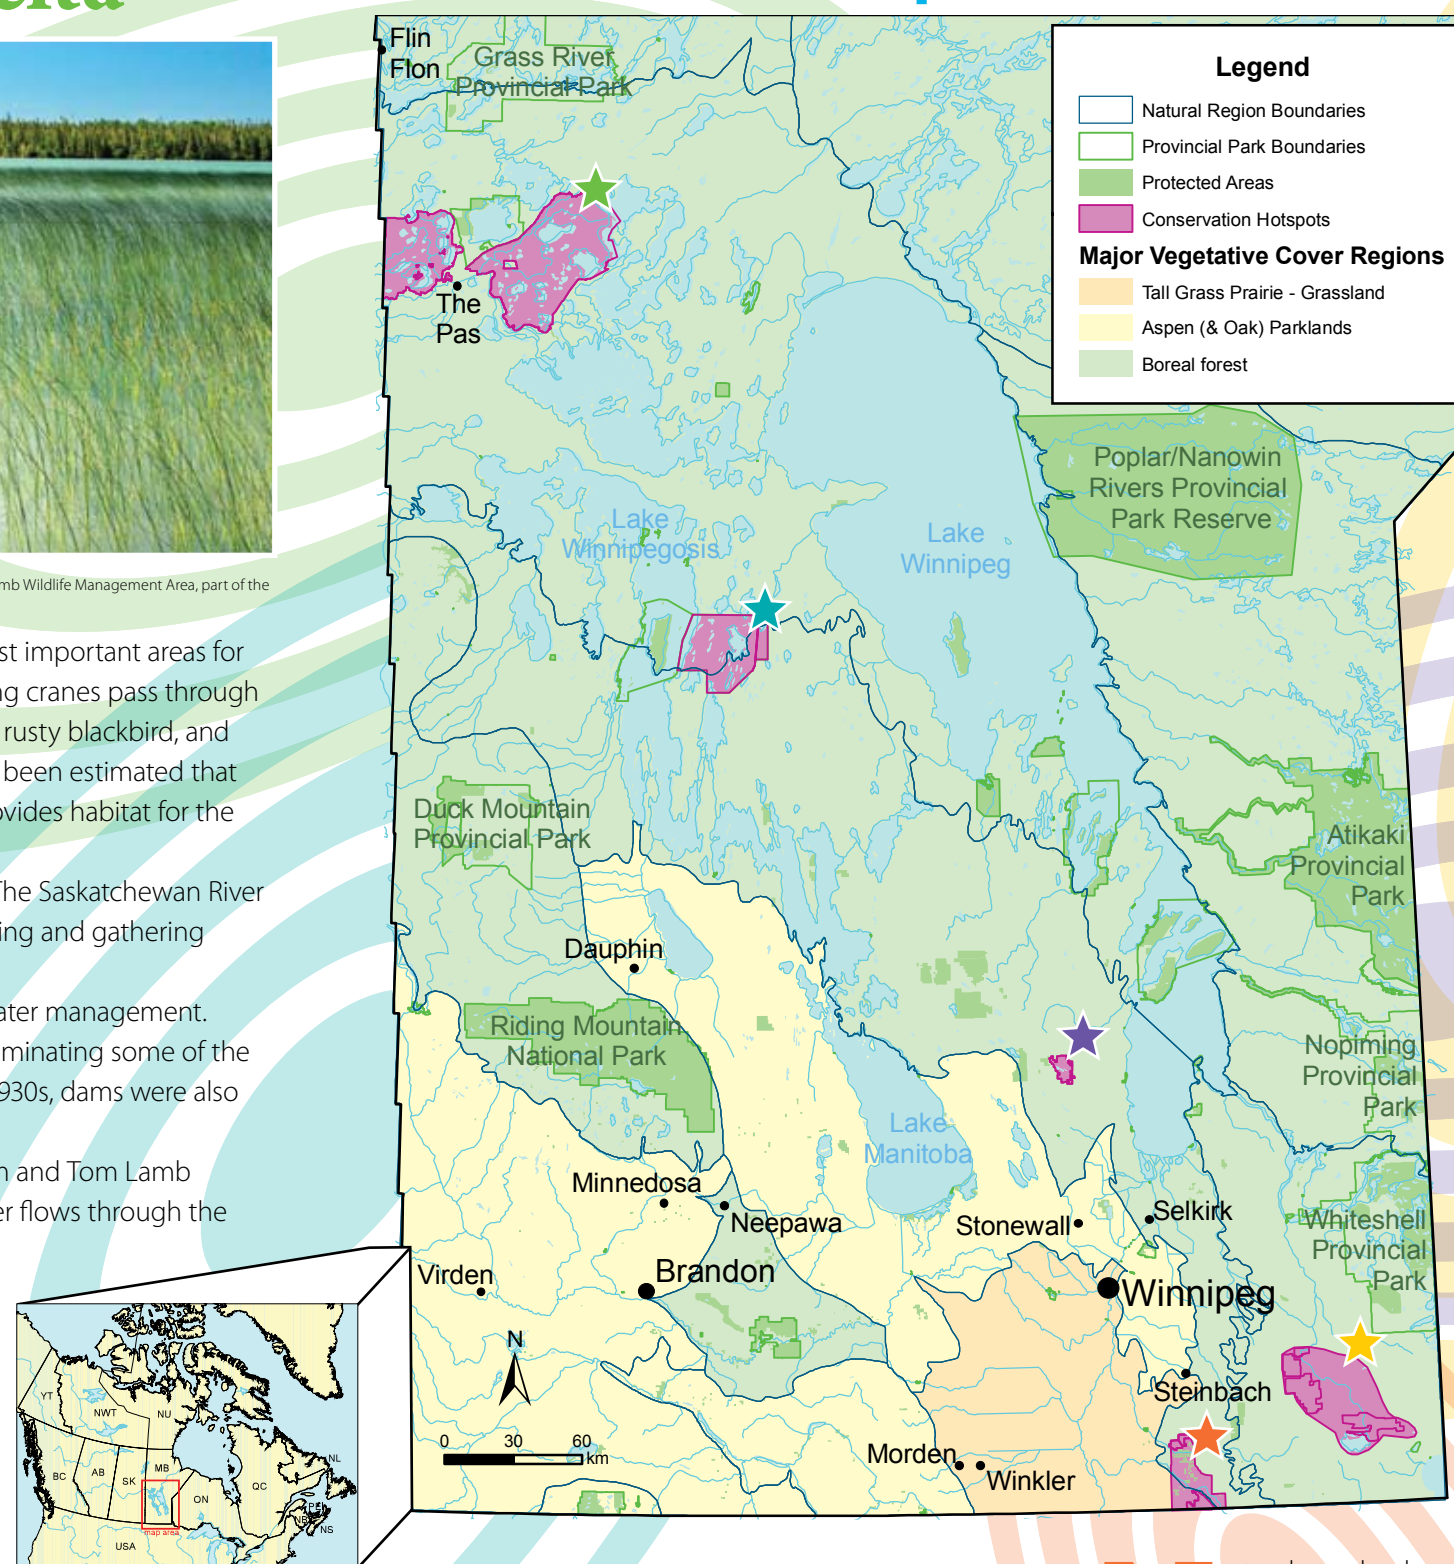 Flin
Flon
Grass River
Provincial Park
The
Pas
Legend
Natural Region Boundaries
Provincial Park Boundaries
Protected Areas
Conservation Hotspots
Major Vegetative Cover Regions
Tall Grass Prairie - Grassland
Aspen (& Oak) Parklands
Boreal forest
Poplar/Nanowin
Rivers Provincial
Park Reserve
Lake
Winnipegosis
Lake
Winnipeg
mb Wildlife Management Area, part of the
st important areas for
ng cranes pass through
rusty blackbird, and
been estimated that
ovides habitat for the
The Saskatchewan River
ing and gathering
ater management.
minating some of the
930s, dams were also
n and Tom Lamb
er flows through the
Duck Mountain
Provincial Park
Atikaki
Provincial
Park
Dauphin
Riding Mountain
National Park
Nopiming
Provincial
Park
Lake
Manitoba
Minnedosa
Neepawa
Stonewall
Selkirk
Whiteshell
Provincial
Park
Virden
Brandon
Winnipeg
N
0 30 60
km
Steinbach
Morden
Winkler
YT
NWT
NU
BC
AB
SK
MB
ON
QC
NL
PE
NB
NS
USA
map area